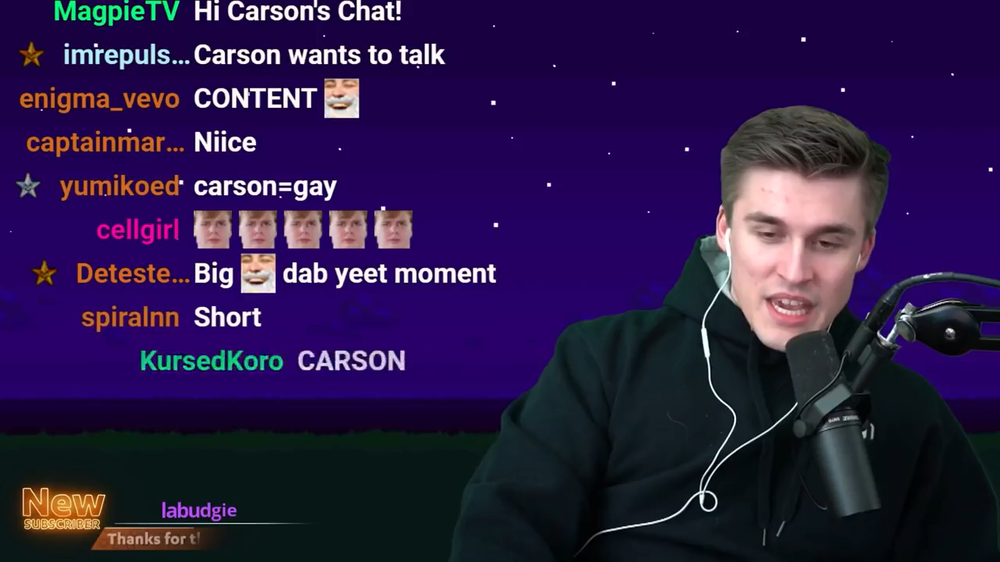 MagpieTV Hi Carson's Chat!
imrepuls... Carson wants to talk
enigma_vevo CONTENT
captainmar... Niice
yumikoed carson=gay
cellgirl
Deteste... Big dab yeet moment
spiralnn Short
KursedKoro CARSON
New
SUBSCRIBER
labudgie
Thanks for t